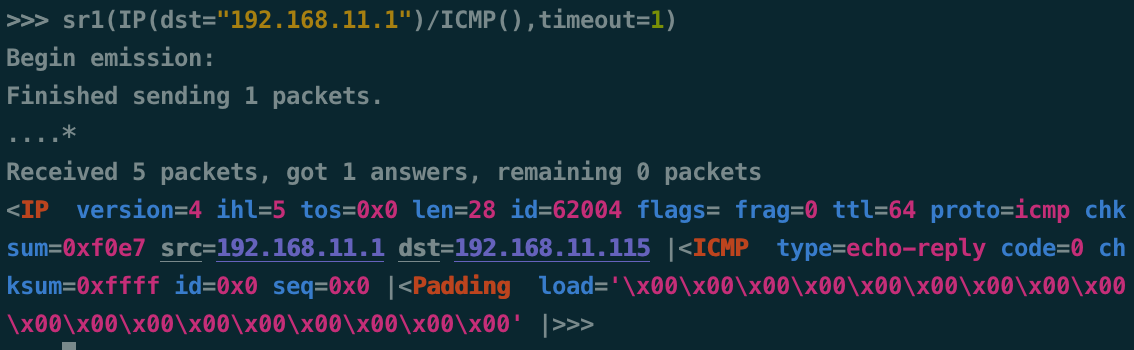 >>> sr1(IP(dst="192.168.11.1")/ICMP(),timeout=1)
Begin emission:
Finished sending 1 packets.
....*
Received 5 packets, got 1 answers, remaining 0 packets
<IP  version=4 ihl=5 tos=0x0 len=28 id=62004 flags= frag=0 ttl=64 proto=icmp chk
sum=0xf0e7 src=192.168.11.1 dst=192.168.11.115 |<ICMP  type=echo-reply code=0 ch
ksum=0xffff id=0x0 seq=0x0 |<Padding  load='\x00\x00\x00\x00\x00\x00\x00\x00\x00
\x00\x00\x00\x00\x00\x00\x00\x00\x00' |>>>